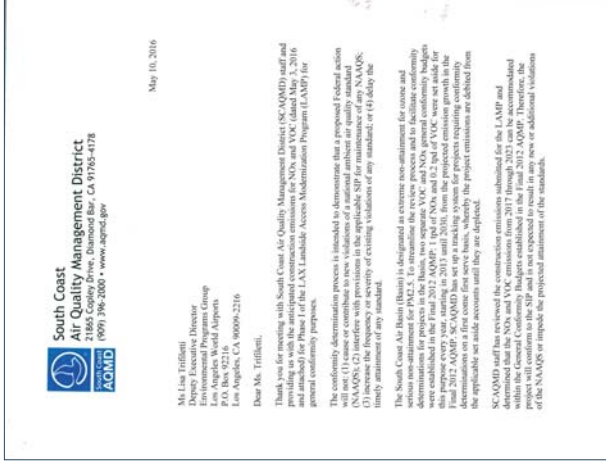 South Coast
AQMD
South Coast
Air Quality Management District
21865 Copley Drive, Diamond Bar, CA 91765-4178
(909) 396-2000 • www.aqmd.gov
May 10, 2016
Ms Lisa Trifiletti
Deputy Executive Director
Environmental Programs Group
Los Angeles World Airports
P.O. Box 92216
Los Angeles, CA 90009-2216
Dear Ms. Trifiletti,
Thank you for meeting with South Coast Air Quality Management District (SCAQMD) staff and
providing us with the anticipated construction emissions for NOx and VOC (dated May 3, 2016
and attached) for Phase I of the LAX Landside Access Modernization Program (LAMP) for
general conformity purposes.
The conformity determination process is intended to demonstrate that a proposed Federal action
will not: (1) cause or contribute to new violations of a national ambient air quality standard
(NAAQS); (2) interfere with provisions in the applicable SIP for maintenance of any NAAQS;
(3) increase the frequency or severity of existing violations of any standard; or (4) delay the
timely attainment of any standard.
The South Coast Air Basin (Basin) is designated as extreme non-attainment for ozone and
serious non-attainment for PM2.5. To streamline the review process and to facilitate conformity
determinations for projects in the Basin, two separate VOC and NOx general conformity budgets
were established in the Final 2012 AQMP: 1 tpd of NOx and 0.2 tpd of VOC were set aside for
this purpose every year, starting in 2013 until 2030, from the projected emission growth in the
Final 2012 AQMP. SCAQMD has set up a tracking system for projects requiring conformity
determinations on a first come first serve basis, whereby the project emissions are debited from
the applicable set aside accounts until they are depleted.
SCAQMD staff has reviewed the construction emissions submitted for the LAMP and
determined that the NOx and VOC emissions from 2017 through 2023 can be accommodated
within the General Conformity Budgets established in the Final 2012 AQMP. Therefore, the
project will conform to the SIP and is not expected to result in any new or additional violations
of the NAAQS or impede the projected attainment of the standards.